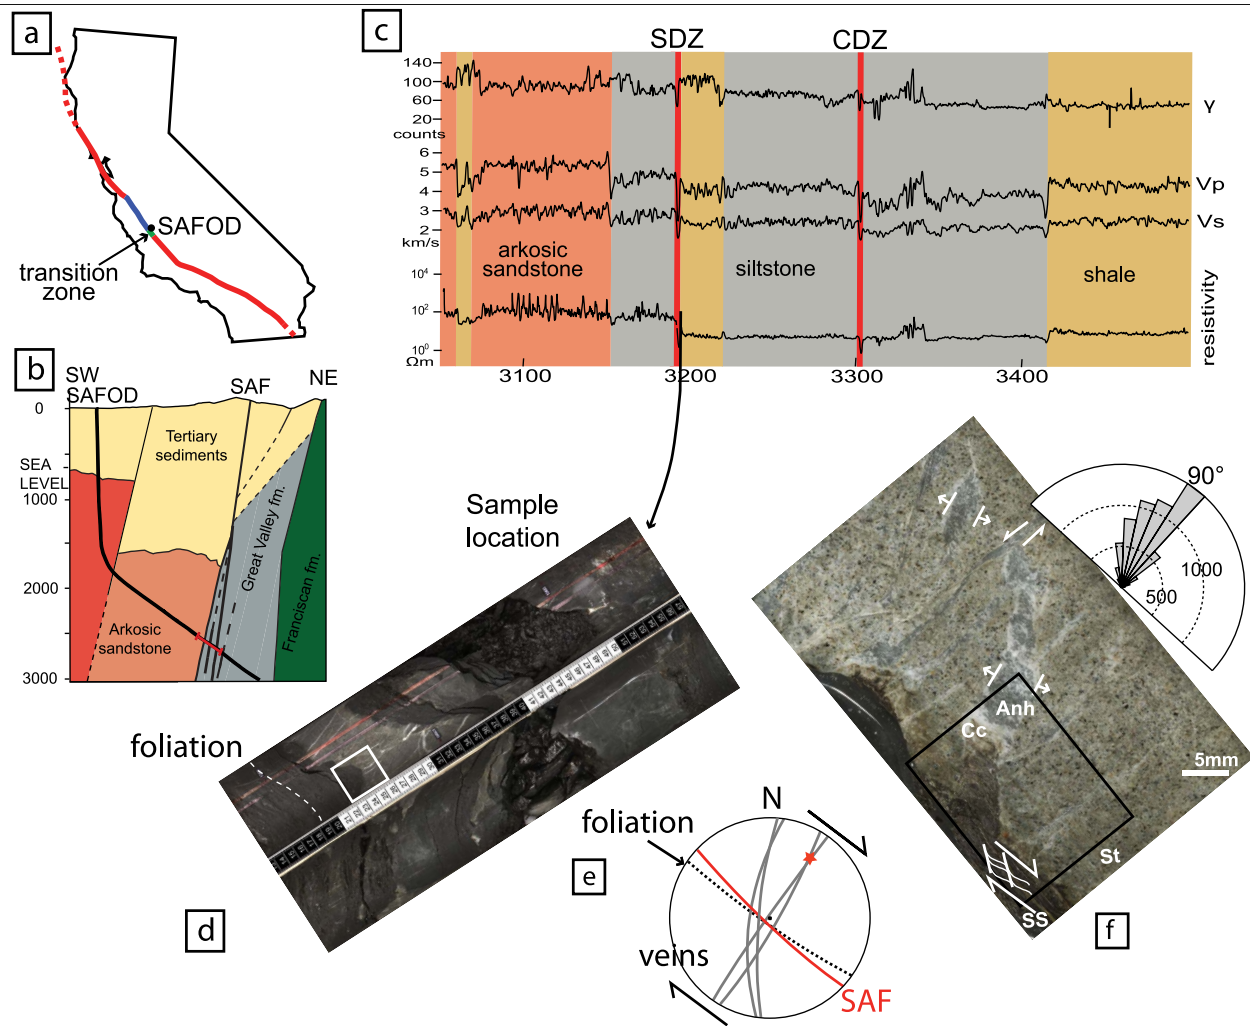 a
SAFOD
transition
zone
b
SW
SAFOD
SAF
NE
0
SEA
LEVEL
1000
2000
3000
Tertiary
sediments
Great Valley fm.
Franciscan fm.
Arkosic
sandstone
c
SDZ
CDZ
140
100
60
20
counts
γ
6
5
4
3
2
km/s
Vp
Vs
arkosic
sandstone
siltstone
shale
10⁴
10²
10⁰
Ωm
resistivity
3100
3200
3300
3400
Sample
location
foliation
d
e
N
foliation
veins
SAF
f
90°
1000
500
Anh
Cc
5mm
St
SS